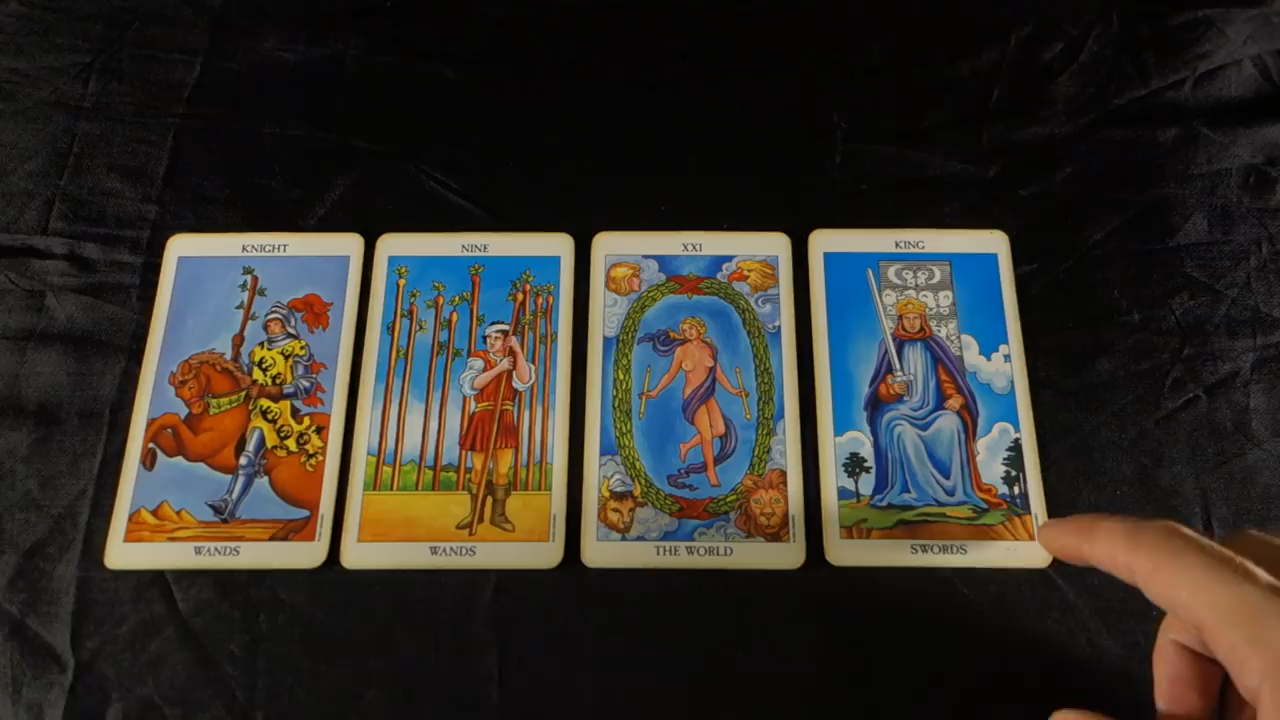 KNIGHT
WANDS
NINE
WANDS
XXI
THE WORLD
KING
SWORDS